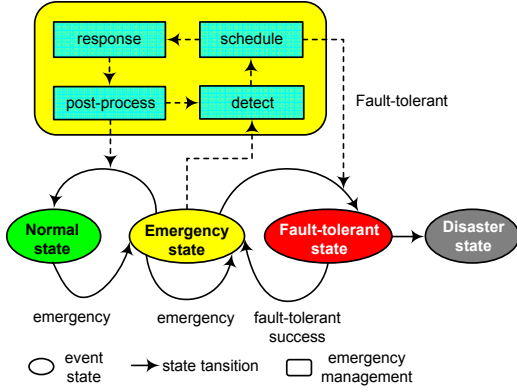 response
schedule
post-process
detect
Fault-tolerant
Normal
state
Emergency
state
Fault-tolerant
state
Disaster
state
emergency
emergency
fault-tolerant
success
event
state
state tansition
emergency
management